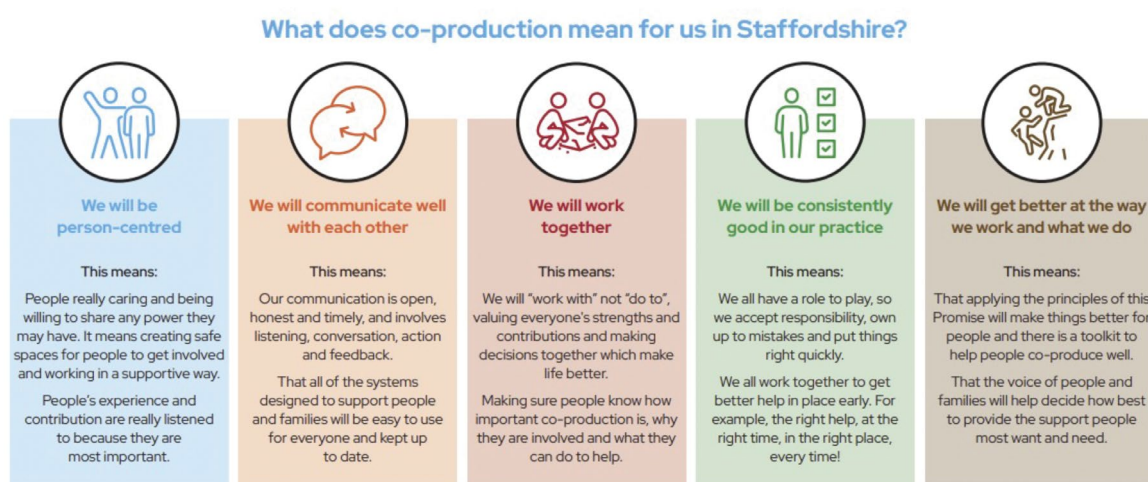 What does co-production mean for us in Staffordshire?
We will be
person-centred
This means:
People really caring and being
willing to share any power they
may have. It means creating safe
spaces for people to get involved
and working in a supportive way.
People's experience and
contribution are really listened
to because they are
most important.
We will communicate well
with each other
This means:
Our communication is open,
honest and timely, and involves
listening, conversation, action
and feedback.
That all of the systems
designed to support people
and families will be easy to use
for everyone and kept up
to date.
We will work
together
This means:
We will “work with” not “do to”,
valuing everyone's strengths and
contributions and making
decisions together which make
life better.
Making sure people know how
important co-production is, why
they are involved and what they
can do to help.
We will be consistently
good in our practice
This means:
We all have a role to play, so
we accept responsibility, own
up to mistakes and put things
right quickly.
We all work together to get
better help in place early. For
example, the right help, at the
right time, in the right place,
every time!
We will get better at the way
we work and what we do
This means:
That applying the principles of this
Promise will make things better for
people and there is a toolkit to
help people co-produce well.
That the voice of people and
families will help decide how best
to provide the support people
most want and need.